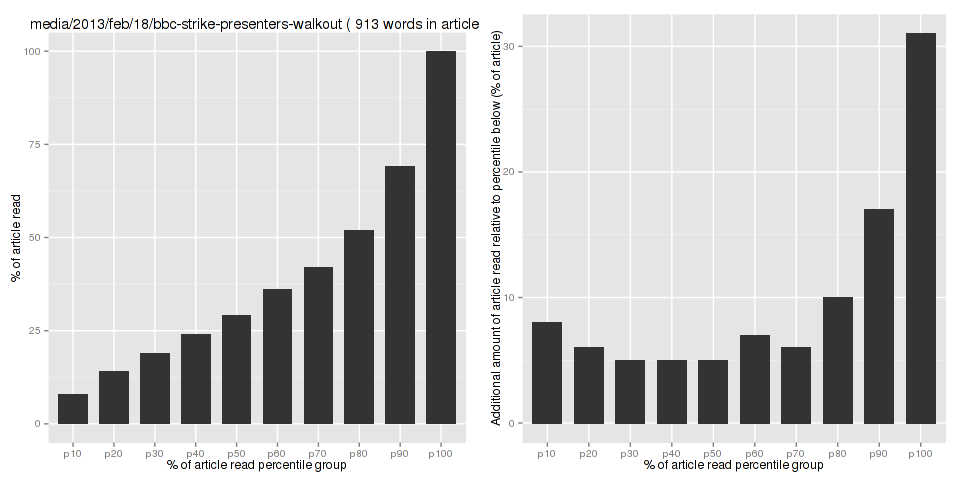 media/2013/feb/18/bbc-strike-presenters-walkout ( 913 words in article
% of article read
100
75
50
25
0
p10 p20 p30 p40 p50 p60 p70 p80 p90 p100
% of article read percentile group
Additional amount of article read relative to percentile below (% of article)
30
20
10
0
p10 p20 p30 p40 p50 p60 p70 p80 p90 p100
% of article read percentile group